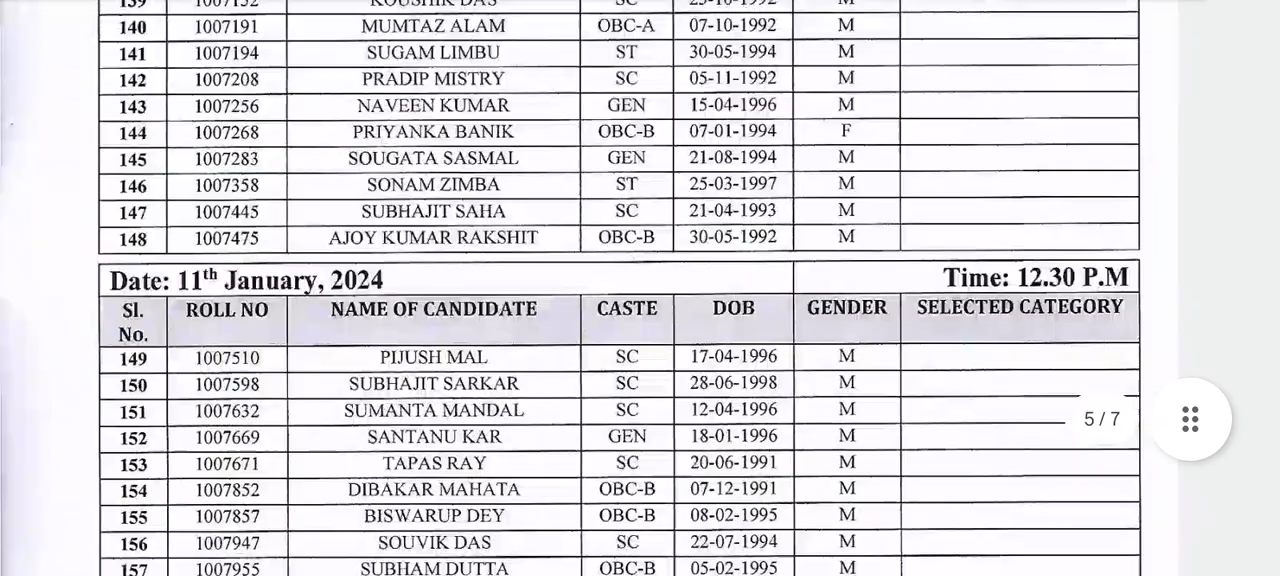 139 1007152 KOUSHIK DAS SC 25-10-1992 M
140 1007191 MUMTAZ ALAM OBC-A 07-10-1992 M
141 1007194 SUGAM LIMBU ST 30-05-1994 M
142 1007208 PRADIP MISTRY SC 05-11-1992 M
143 1007256 NAVEEN KUMAR GEN 15-04-1996 M
144 1007268 PRIYANKA BANIK OBC-B 07-01-1994 F
145 1007283 SOUGATA SASMAL GEN 21-08-1994 M
146 1007358 SONAM ZIMBA ST 25-03-1997 M
147 1007445 SUBHAJIT SAHA SC 21-04-1993 M
148 1007475 AJOY KUMAR RAKSHIT OBC-B 30-05-1992 M
Date: 11th January, 2024 Time: 12.30 P.M
Sl. No. ROLL NO NAME OF CANDIDATE CASTE DOB GENDER SELECTED CATEGORY
149 1007510 PIJUSH MAL SC 17-04-1996 M
150 1007598 SUBHAJIT SARKAR SC 28-06-1998 M
151 1007632 SUMANTA MANDAL SC 12-04-1996 M
5/7
152 1007669 SANTANU KAR GEN 18-01-1996 M
153 1007671 TAPAS RAY SC 20-06-1991 M
154 1007852 DIBAKAR MAHATA OBC-B 07-12-1991 M
155 1007857 BISWARUP DEY OBC-B 08-02-1995 M
156 1007947 SOUVIK DAS SC 22-07-1994 M
157 1007955 SUBHAM DUTTA OBC-B 05-02-1995 M